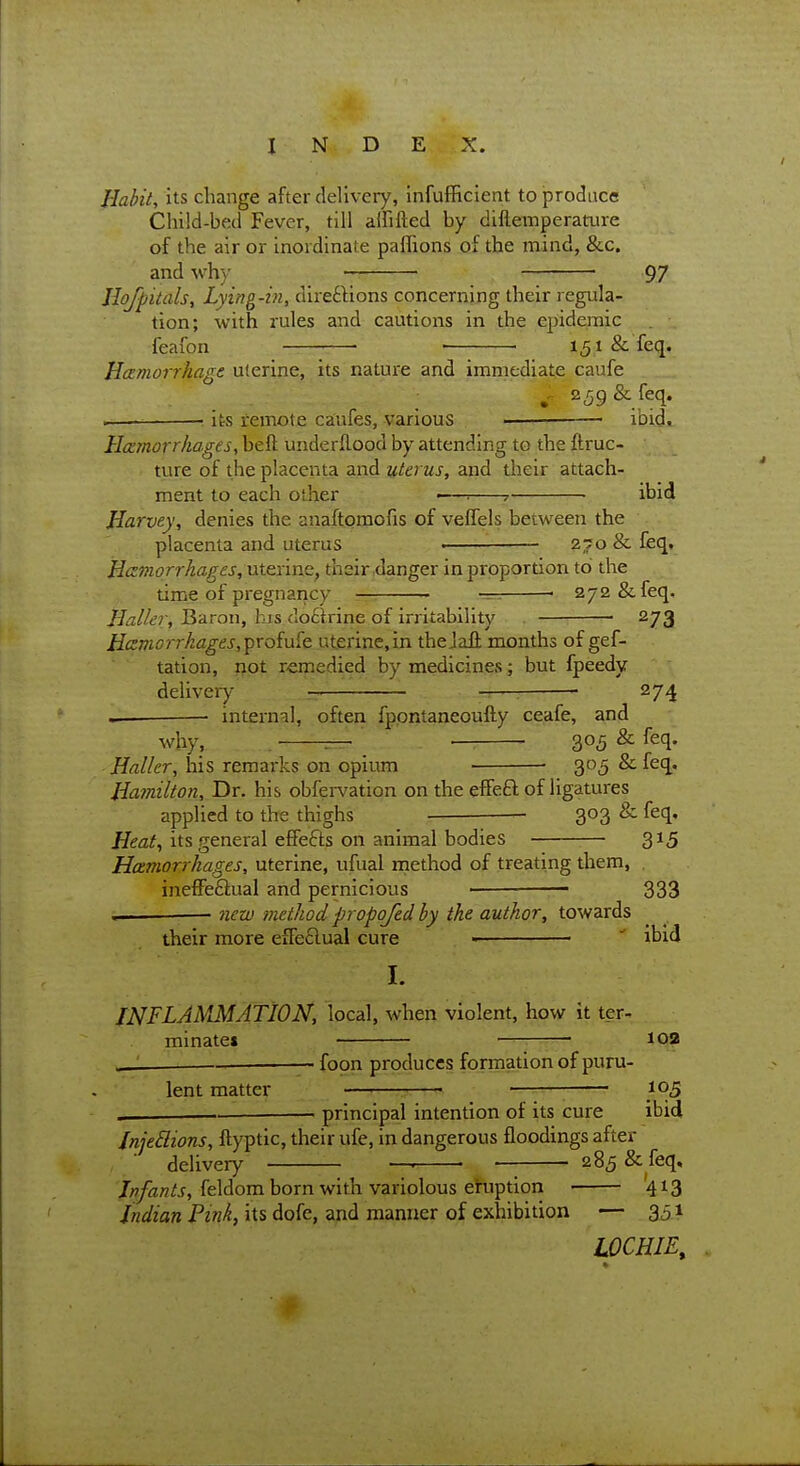 I N D E X.
Habit, its change after delivery, inſufficient to produce
Child-bed Fever, till aſſiſted by diſtemperature
of the air or inordinate paſſions of the mind, &c.
and why ——— ——— 97
Hoſpitals, Lying-in, directions concerning their regula-
tion; with rules and cautions in the epidemic
ſeaſon ——— ——— 151 & ſeq.
Hæmorrhage uterine, its nature and immediate cauſe
259 & ſeq.
——— its remote cauſes, various ——— ibid.
Hæmorrhages, beſt underſtood by attending to the ſtruc-
ture of the placenta and uterus, and their attach-
ment to each other ——— ——— ibid
Harvey, denies the anaſtomoſis of veſſels between the
placenta and uterus ——— 270 & ſeq.
Hæmorrhages, uterine, their danger in proportion to the
time of pregnancy ——— ——— 272 & ſeq.
Haller, Baron, his doctrine of irritability ——— 273
Hæmorrhages, profuſe uterine, in the laſt months of geſ-
tation, not remedied by medicines; but ſpeedy
delivery ——— ——— 274
——— internal, often ſpontaneouſly ceaſe, and
why, ——— ——— 305 & ſeq.
Haller, his remarks on opium ——— 305 & ſeq.
Hamilton, Dr. his obſervation on the effect of ligatures
applied to the thighs ——— 303 & ſeq.
Heat, its general effects on animal bodies ——— 315
Hæmorrhages, uterine, uſual method of treating them,
ineffectual and pernicious ——— 333
——— new method propoſed by the author, towards
their more effectual cure ——— ibid
I.
INFLAMMATION, local, when violent, how it ter-
minates ——— ——— 102
——— ſoon produces formation of puru-
lent matter ——— ——— 105
——— principal intention of its cure ibid
Injections, ſtyptic, their uſe, in dangerous floodings after
delivery ——— ——— ——— 285 & ſeq.
Infants, ſeldom born with variolous eruption —— 413
Indian Pink, its doſe, and manner of exhibition — 351
LOCHIE,